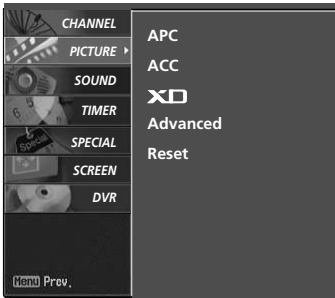 CHANNEL
PICTURE
SOUND
TIMER
SPECIAL
SCREEN
DVR
Menu Prev.
APC
ACC
XD
Advanced
Reset